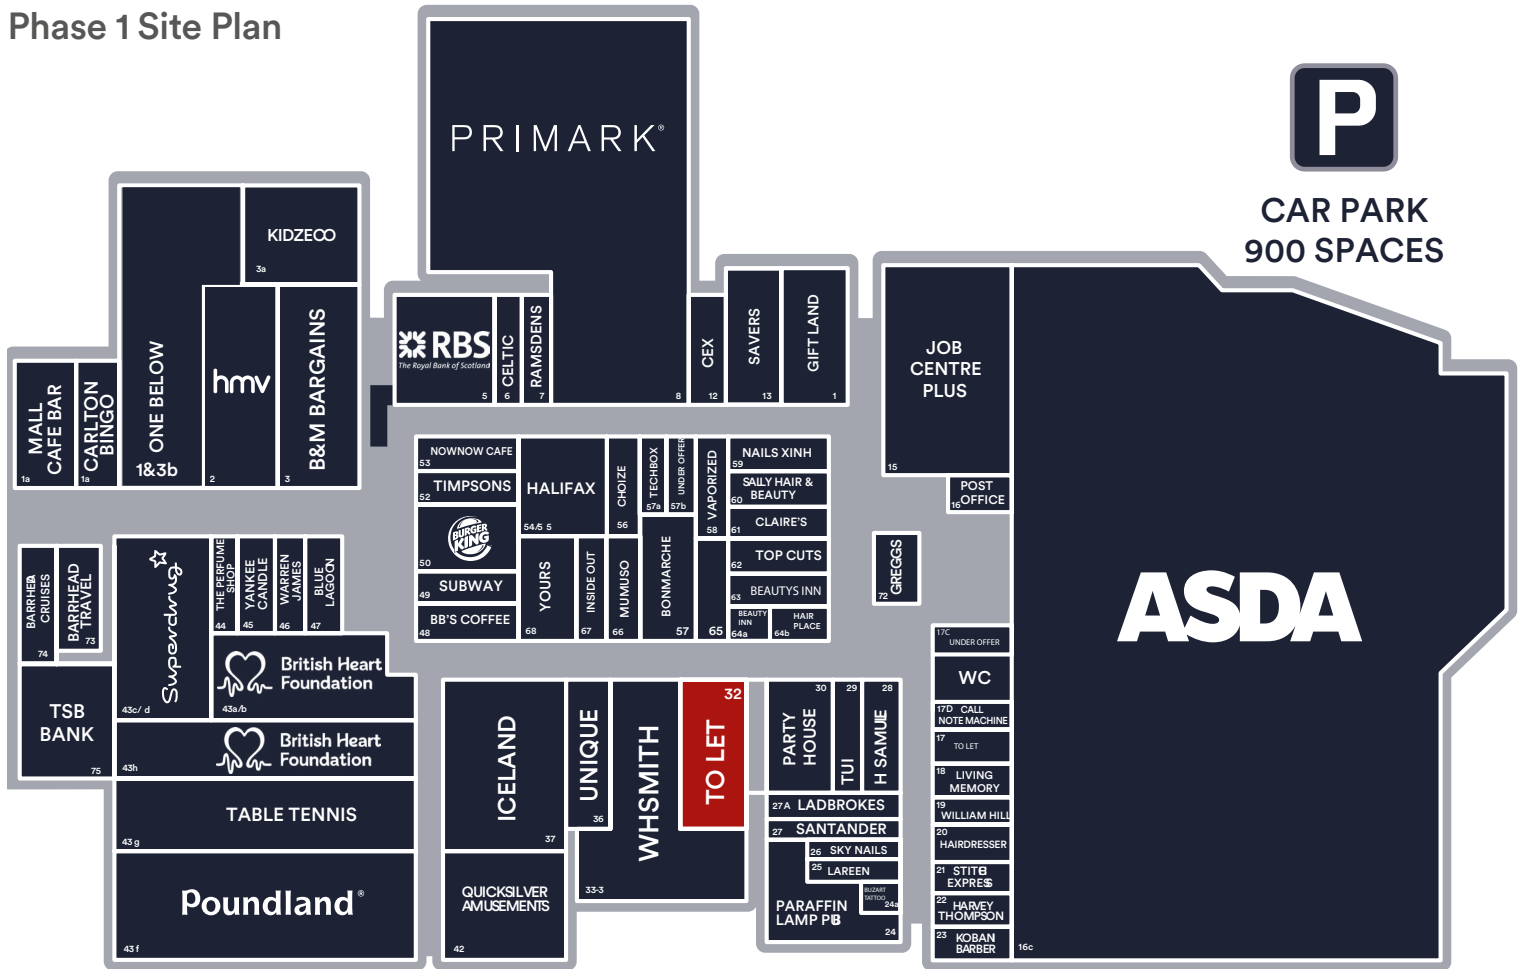 Phase 1 Site Plan
PRIMARK®
P
CAR PARK
900 SPACES
KIDZECO
3a
ONE BELOW
1&3b
hmv
2
B&M BARGAINS
3
MALL
CAFE BAR
1a
CARLTON
BINGO
1a
RBS
The Royal Bank of Scotland
5
CELTIC
6
RAMSDENS
7
8
CEX
12
SAVERS
13
GIFT LAND
1
JOB
CENTRE
PLUS
15
POST
OFFICE
16
ASDA
16c
NOWNOW CAFE
53
TIMPSONS
52
BURGER
KING
50
SUBWAY
49
BB'S COFFEE
48
HALIFAX
54/5 5
CHOIZE
56
TECHBOX
57a
UNDER OFFER
57b
VAPORIZED
58
NAILS XINH
59
SALLY HAIR &
BEAUTY
60
CLAIRE'S
61
TOP CUTS
62
BEAUTYS INN
63
BEAUTY
INN
64a
HAIR
PLACE
64b
YOURS
68
INSIDE OUT
67
MUMUSO
66
BONMARCHE
57
65
GREGGS
72
BARRHEAD
CRUISES
74
BARRHEAD
TRAVEL
73
TSB
BANK
75
Superdrug
43c/ d
THE PERFUME
SHOP
44
YANKEE
CANDLE
45
WARREN
JAMES
46
BLUE
LAGOON
47
British Heart
Foundation
43a/b
British Heart
Foundation
43h
TABLE TENNIS
43 g
Poundland®
43 f
ICELAND
37
UNIQUE
36
WHSMITH
33-3
TO LET
32
QUICKSILVER
AMUSEMENTS
42
PARTY
HOUSE
30
TUI
29
H SAMUEL
28
27A LADBROKES
27 SANTANDER
26 SKY NAILS
25 LAREEN
BUZART
TATTOO
24a
PARAFFIN
LAMP PUB
24
17C
UNDER OFFER
WC
17D CALL
NOTE MACHINE
17
TO LET
18 LIVING
MEMORY
19
WILLIAM HILL
20
HAIRDRESSER
21 STITCH
EXPRESS
22 HARVEY
THOMPSON
23 KOBAN
BARBER